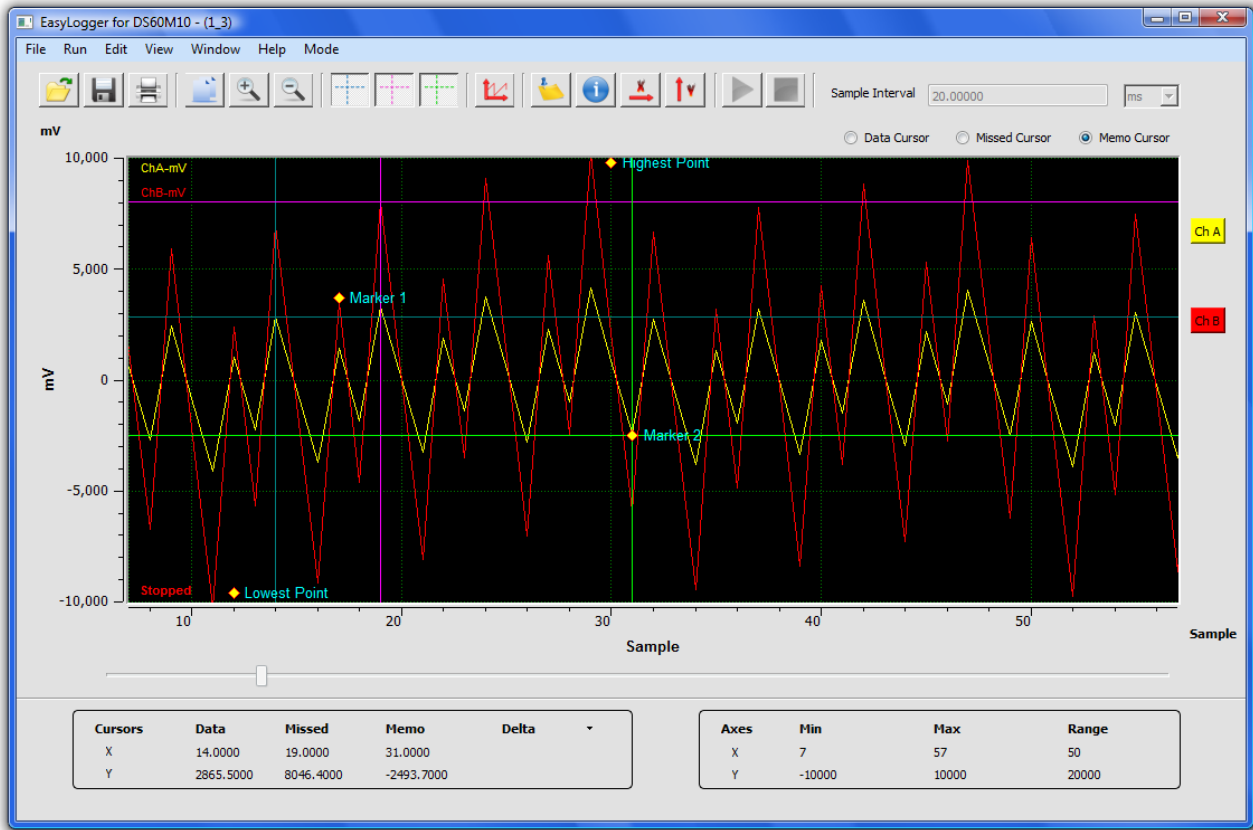 EasyLogger for DS60M10 - (1_3)
File Run Edit View Window Help Mode
X Y Sample Interval 20.00000 ms
mV
Data Cursor Missed Cursor Memo Cursor
10,000
ChA-mV
Highest Point
ChB-mV
Ch A
5,000
Marker 1
Ch B
mV
0
Marker 2
-5,000
Stopped
Lowest Point
-10,000
10 20 30 40 50
Sample
Sample
Cursors Data Missed Memo Delta
X 14.0000 19.0000 31.0000
Y 2865.5000 8046.4000 -2493.7000
Axes Min Max Range
X 7 57 50
Y -10000 10000 20000